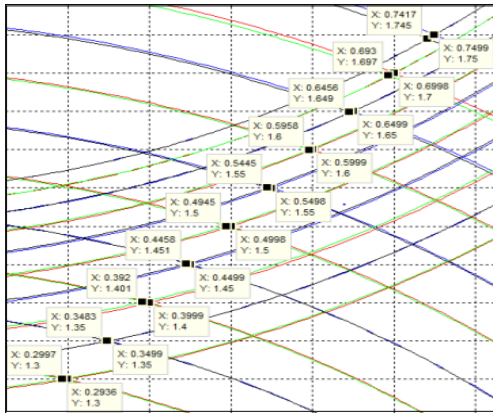 X: 0.7417
Y: 1.745
X: 0.693
Y: 1.697
X: 0.7499
Y: 1.75
X: 0.6456
Y: 1.649
X: 0.6998
Y: 1.7
X: 0.5958
Y: 1.6
X: 0.6499
Y: 1.65
X: 0.5445
Y: 1.55
X: 0.5999
Y: 1.6
X: 0.4945
Y: 1.5
X: 0.5498
Y: 1.55
X: 0.4458
Y: 1.451
X: 0.4998
Y: 1.5
X: 0.392
Y: 1.401
X: 0.4499
Y: 1.45
X: 0.3483
Y: 1.35
X: 0.3999
Y: 1.4
X: 0.2997
Y: 1.3
X: 0.3499
Y: 1.35
X: 0.2936
Y: 1.3